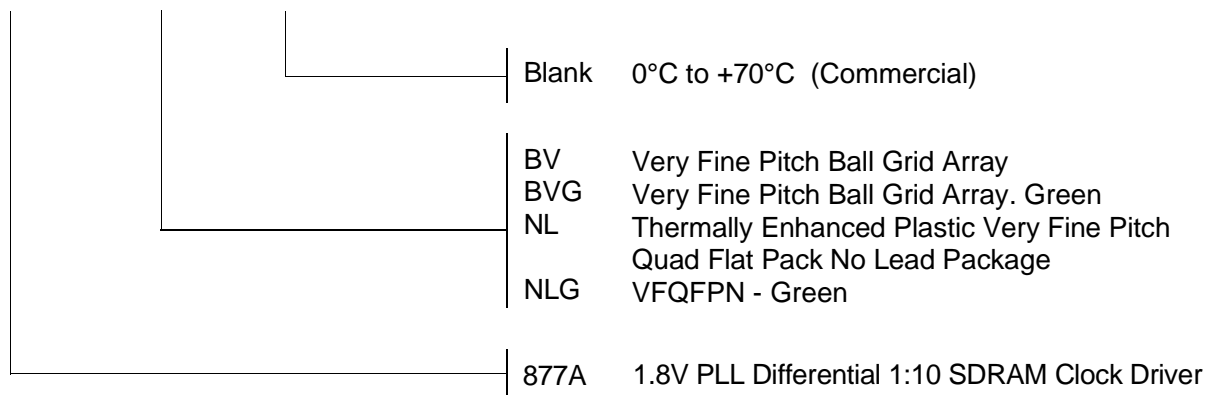 Blank 0°C to +70°C (Commercial)
BV Very Fine Pitch Ball Grid Array
BVG Very Fine Pitch Ball Grid Array. Green
NL Thermally Enhanced Plastic Very Fine Pitch
Quad Flat Pack No Lead Package
NLG VFQFPN - Green
877A 1.8V PLL Differential 1:10 SDRAM Clock Driver